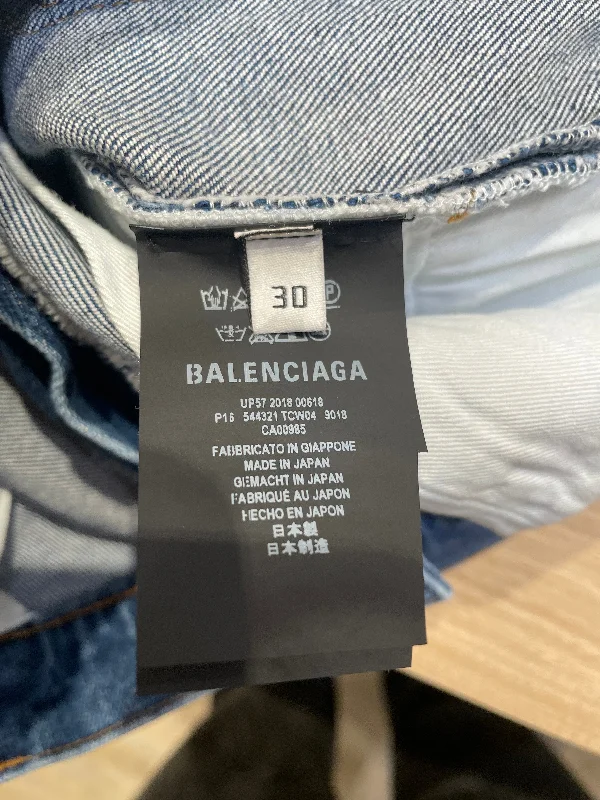 30
BALENCIAGA
UP57 2018 00618
P16 544321 TCW04 9018
CA00985
FABBRICATO IN GIAPPONE
MADE IN JAPAN
GEMACHT IN JAPAN
FABRIQUÉ AU JAPON
HECHO EN JAPON
日本製
日本制造